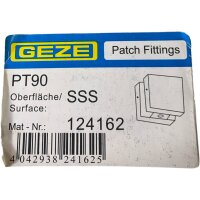 GEZE
Patch Fittings
PT90
Oberfläche/ SSS
Surface:
Mat - Nr.: 124162
4 042938 241625